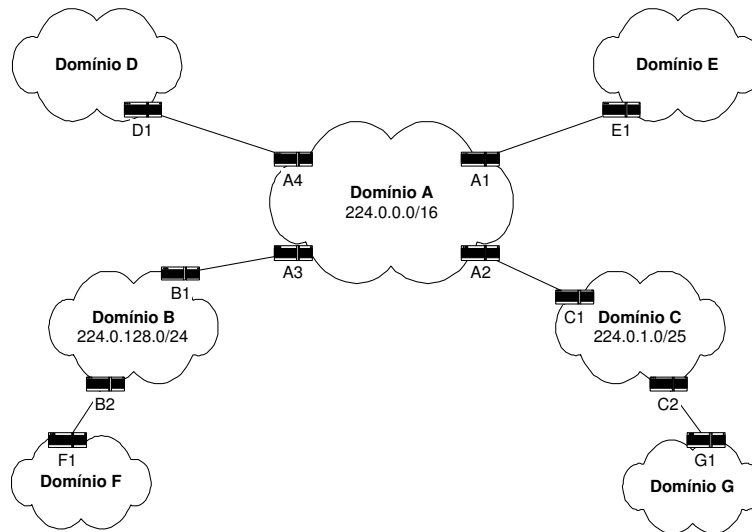 Domínio D
Domínio E
D1
E1
A4
A1
Domínio A
224.0.0.0/16
A3
A2
B1
C1
Domínio B
224.0.128.0/24
Domínio C
224.0.1.0/25
B2
C2
F1
G1
Domínio F
Domínio G